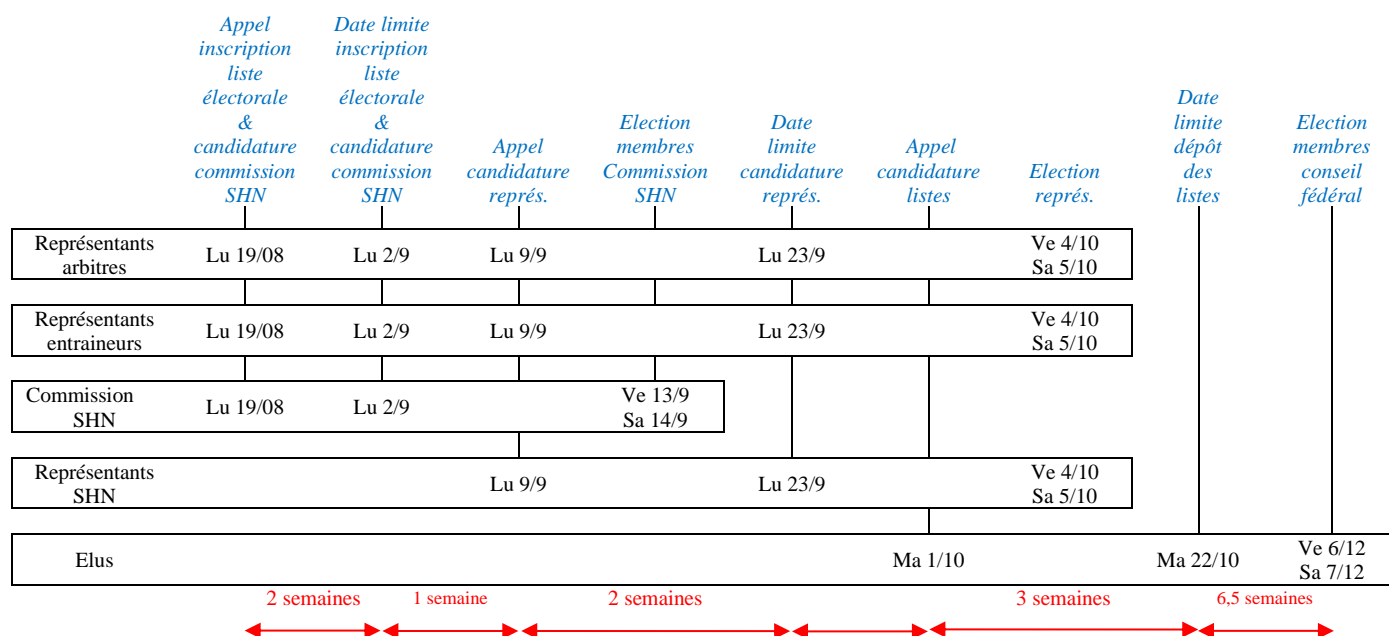 Appel
inscription
liste
électorale
&
candidature
commission
SHN
Date limite
inscription
liste
électorale
&
candidature
commission
SHN
Appel
candidature
représ.
Election
membres
Commission
SHN
Date
limite
candidature
représ.
Appel
candidature
listes
Election
représ.
Date
limite
dépôt
des
listes
Election
membres
conseil
fédéral
Représentants
arbitres
Lu 19/08
Lu 2/9
Lu 9/9
Lu 23/9
Ve 4/10
Sa 5/10
Représentants
entraineurs
Lu 19/08
Lu 2/9
Lu 9/9
Lu 23/9
Ve 4/10
Sa 5/10
Commission
SHN
Lu 19/08
Lu 2/9
Ve 13/9
Sa 14/9
Représentants
SHN
Lu 9/9
Lu 23/9
Ve 4/10
Sa 5/10
Elus
Ma 1/10
Ma 22/10
Ve 6/12
Sa 7/12
2 semaines
1 semaine
2 semaines
3 semaines
6,5 semaines